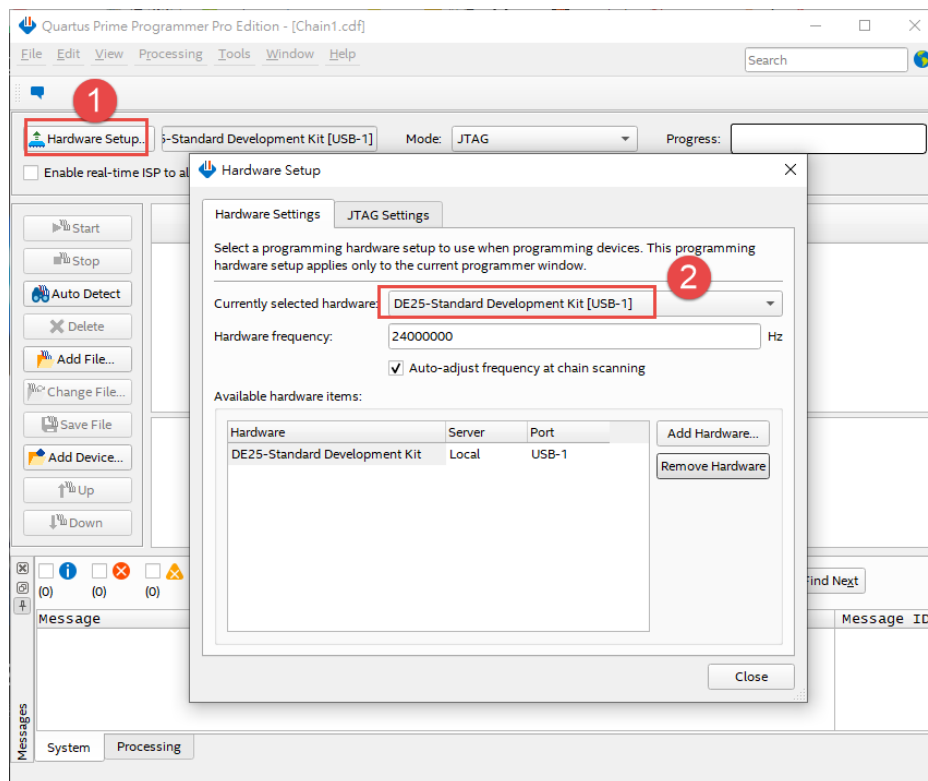 Quartus Prime Programmer Pro Edition - [Chain1.cdf]
File Edit View Processing Tools Window Help
Search
1
Hardware Setup... 5-Standard Development Kit [USB-1] Mode: JTAG Progress:
Enable real-time ISP to al
Hardware Setup
Hardware Settings JTAG Settings
Select a programming hardware setup to use when programming devices. This programming
hardware setup applies only to the current programmer window.
2
Currently selected hardware: DE25-Standard Development Kit [USB-1]
Hardware frequency: 24000000 Hz
Auto-adjust frequency at chain scanning
Available hardware items:
Hardware Server Port
DE25-Standard Development Kit Local USB-1
Add Hardware...
Remove Hardware
Close
Start
Stop
Auto Detect
Delete
Add File...
Change File...
Save File
Add Device...
Up
Down
(0) (0) (0)
Find Next
Message Message ID
Messages
System Processing